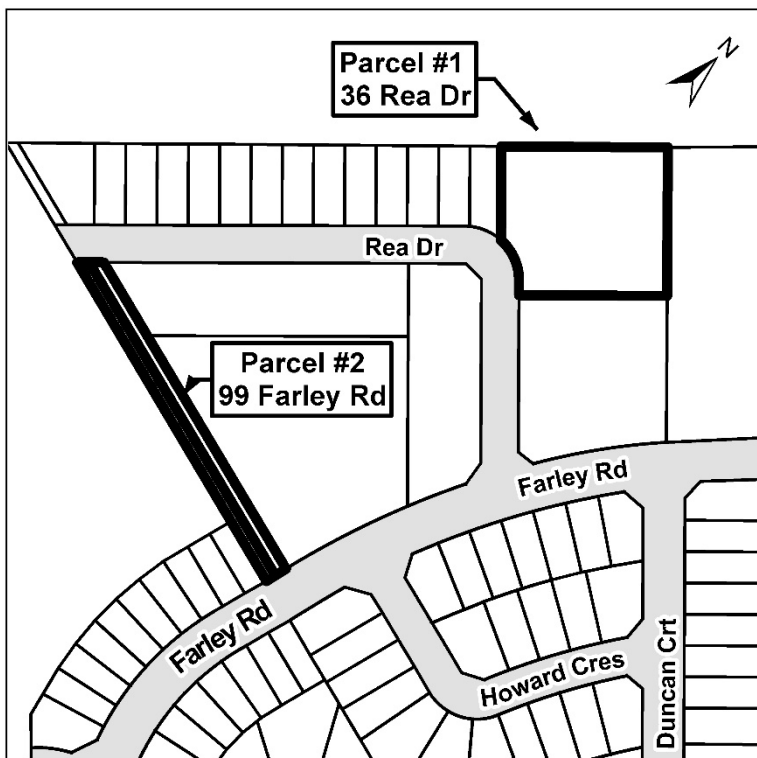 N
Parcel #1
36 Rea Dr
Rea Dr
Parcel #2
99 Farley Rd
Farley Rd
Farley Rd
Howard Cres
Duncan Crt